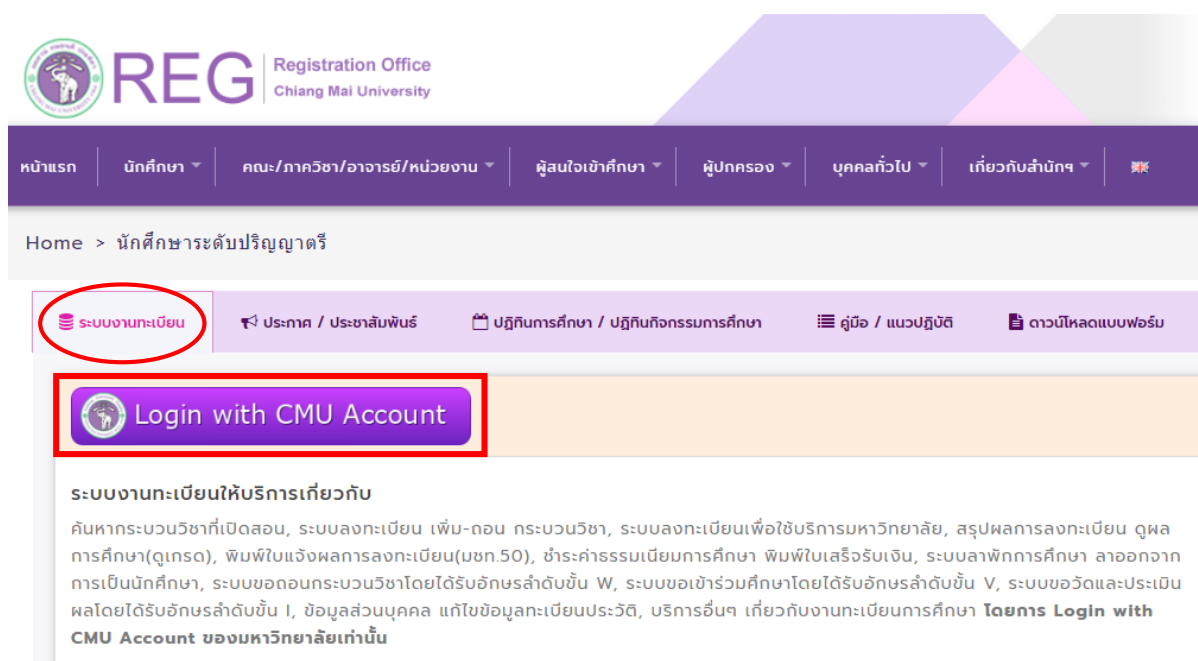 REG
Registration Office
Chiang Mai University
หน้าแรก นักศึกษา คณะ/ภาควิชา/อาจารย์/หน่วยงาน ผู้สนใจเข้าศึกษา ผู้ปกครอง บุคคลทั่วไป เกี่ยวกับสำนักฯ
Home > นักศึกษาระดับปริญญาตรี
ระบบงานทะเบียน ประกาศ / ประชาสัมพันธ์ ปฏิทินการศึกษา / ปฏิทินกิจกรรมการศึกษา คู่มือ / แนวปฏิบัติ ดาวน์โหลดแบบฟอร์ม
Login with CMU Account
ระบบงานทะเบียนให้บริการเกี่ยวกับ
ค้นหากระบวนวิชาที่เปิดสอน, ระบบลงทะเบียน เพิ่ม-ถอน กระบวนวิชา, ระบบลงทะเบียนเพื่อใช้บริการมหาวิทยาลัย, สรุปผลการลงทะเบียน ดูผล
การศึกษา(ดูเกรด), พิมพ์ใบแจ้งผลการลงทะเบียน(มชท.50), ชำระค่าธรรมเนียมการศึกษา พิมพ์ใบเสร็จรับเงิน, ระบบลาพักการศึกษา ลาออกจาก
การเป็นนักศึกษา, ระบบขอถอนกระบวนวิชาโดยได้รับอักษรลำดับขั้น W, ระบบขอเข้าร่วมศึกษาโดยได้รับอักษรลำดับขั้น V, ระบบขอวัดและประเมิน
ผลโดยได้รับอักษรลำดับขั้น I, ข้อมูลส่วนบุคคล แก้ไขข้อมูลทะเบียนประวัติ, บริการอื่นๆ เกี่ยวกับงานทะเบียนการศึกษา โดยการ Login with
CMU Account ของมหาวิทยาลัยเท่านั้น